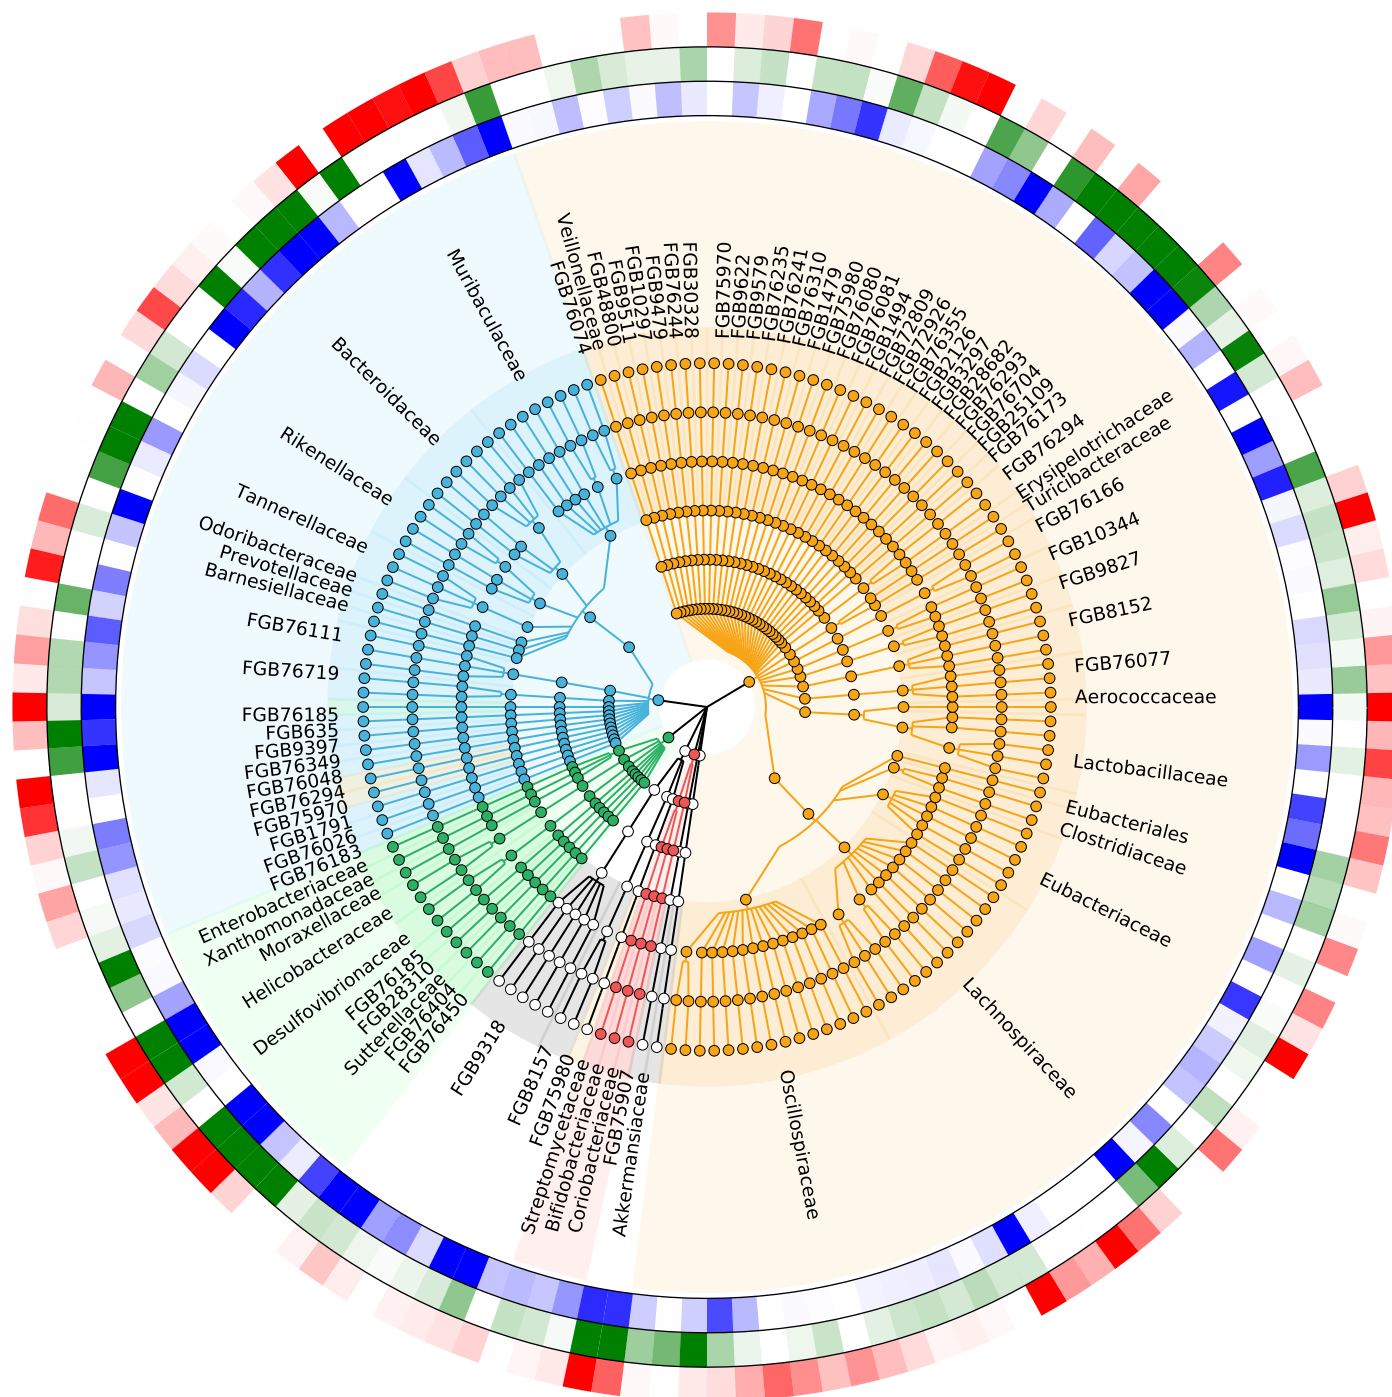 FGB75970
FGB9622
FGB9579
FGB76235
FGB76241
FGB76310
FGB1479
FGB75980
FGB76080
FGB76081
FGB1494
FGB72809
FGB28682
FGB76293
FGB76704
FGB25109
FGB76173
FGB76294
Erysipelotrichaceae
Turicibacteraceae
FGB76166
FGB10344
FGB9827
FGB8152
FGB76077
Aerococcaceae
Lactobacillaceae
Eubacteriales
Clostridiaceae
Eubacteriaceae
Lachnospiraceae
Oscillospiraceae
Akkermansiaceae
FGB75907
Coriobacteriaceae
Bifidobacteriaceae
Streptomycetaceae
FGB75980
FGB8157
FGB9318
FGB76450
FGB76404
Sutterellaceae
FGB28310
FGB76185
Desulfovibrionaceae
Helicobacteraceae
Moraxellaceae
Xanthomonadaceae
Enterobacteriaceae
FGB76183
FGB76026
FGB1791
FGB75970
FGB76294
FGB76048
FGB76349
FGB9397
FGB635
FGB76185
FGB76719
FGB76111
Barnesiellaceae
Prevotellaceae
Odoribacteraceae
Tannerellaceae
Rikenellaceae
Bacteroidaceae
Muribaculaceae
FGB76074
Veillonellaceae
FGB48800
FGB9511
FGB10297
FGB9479
FGB76244
FGB30328